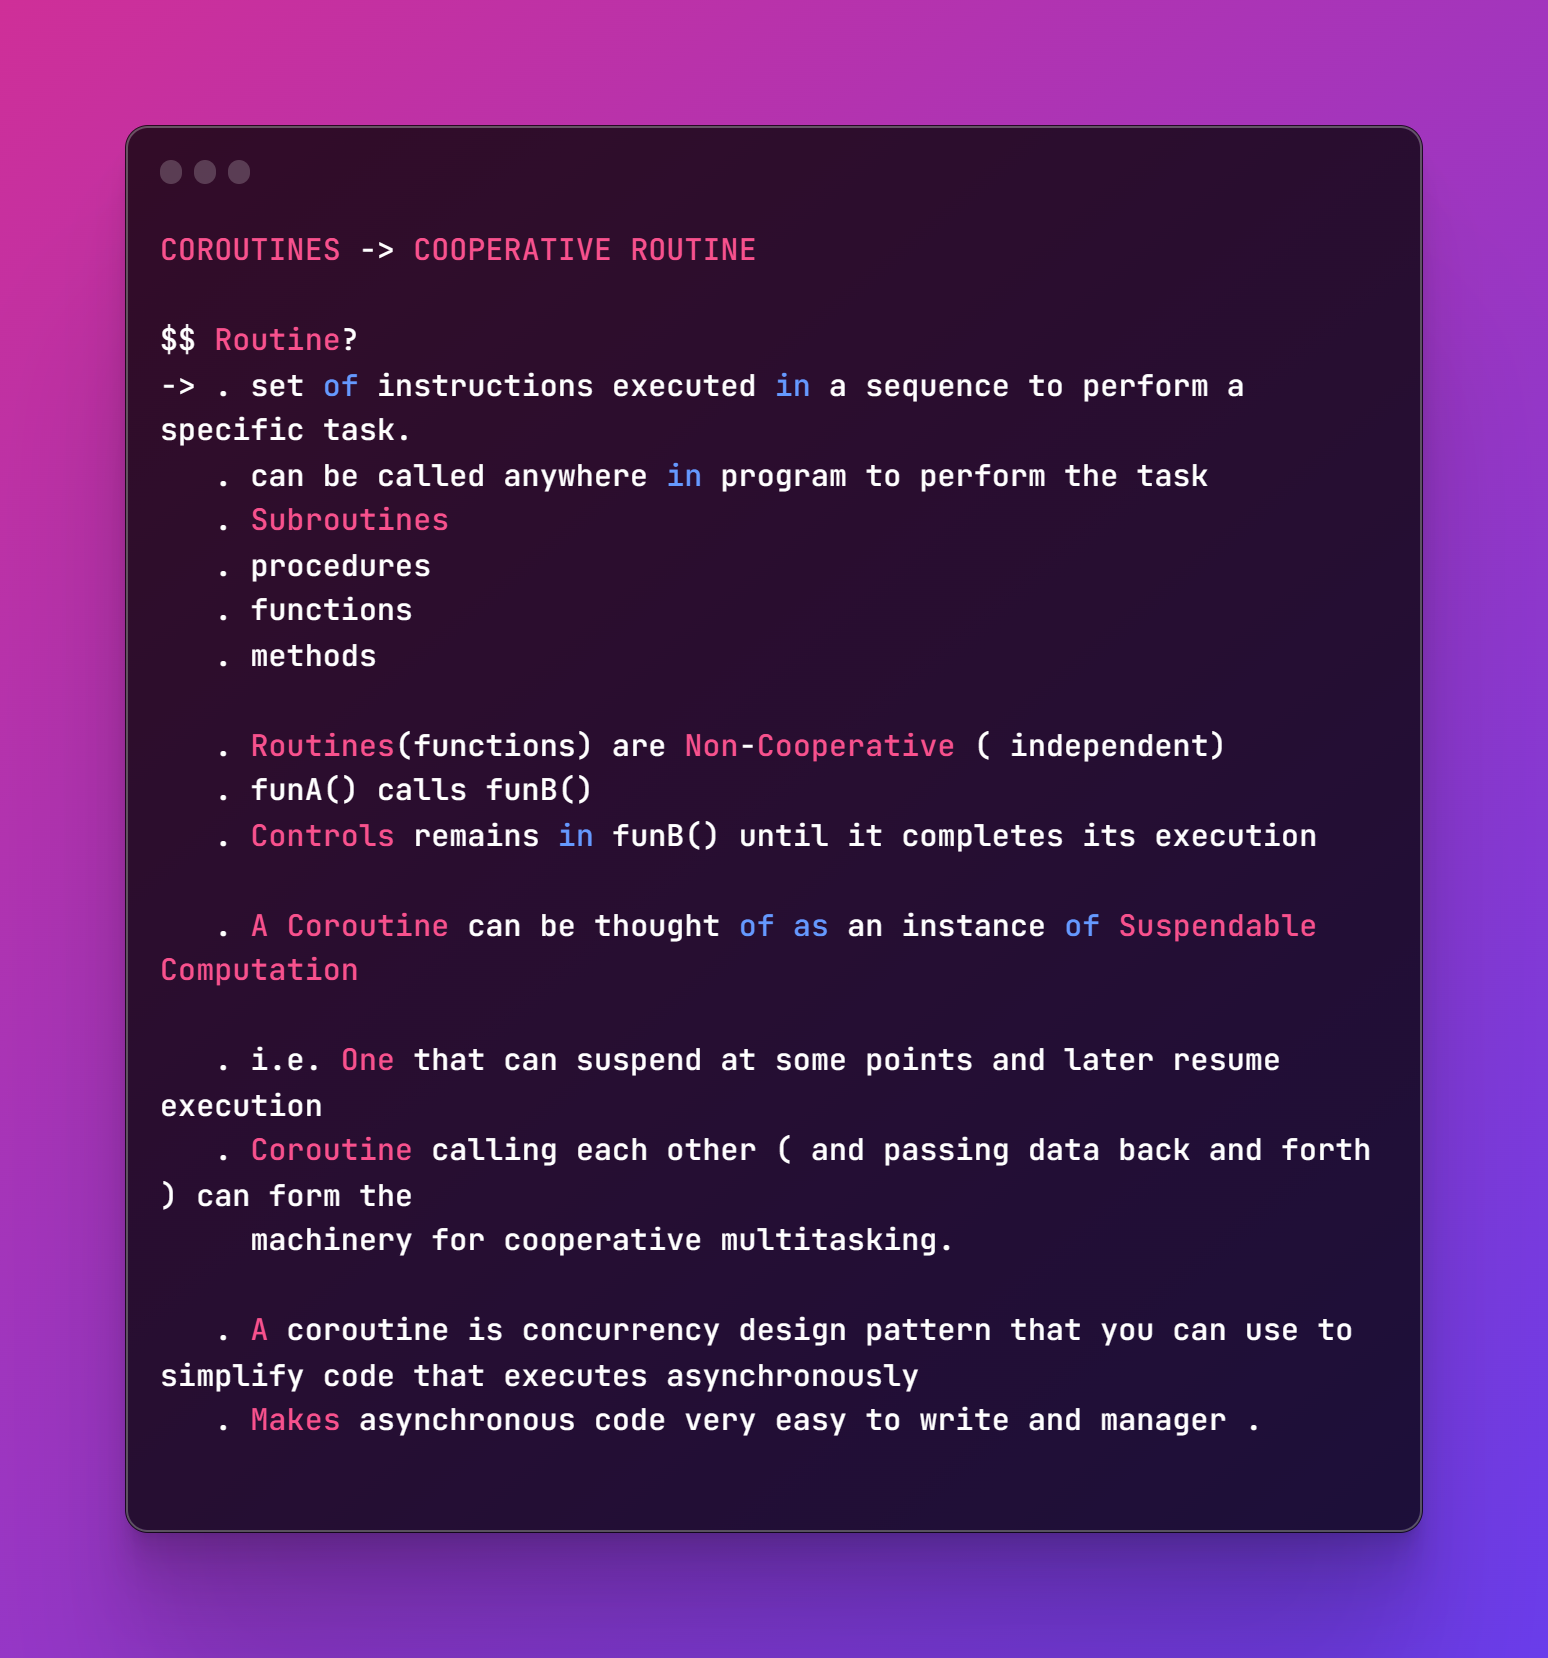 COROUTINES -> COOPERATIVE ROUTINE
$$ Routine?
-> . set of instructions executed in a sequence to perform a
specific task.
. can be called anywhere in program to perform the task
. Subroutines
. procedures
. functions
. methods
. Routines(functions) are Non-Cooperative ( independent)
. funA() calls funB()
. Controls remains in funB() until it completes its execution
. A Coroutine can be thought of as an instance of Suspendable
Computation
. i.e. One that can suspend at some points and later resume
execution
. Coroutine calling each other ( and passing data back and forth
) can form the
machinery for cooperative multitasking.
. A coroutine is concurrency design pattern that you can use to
simplify code that executes asynchronously
. Makes asynchronous code very easy to write and manager .